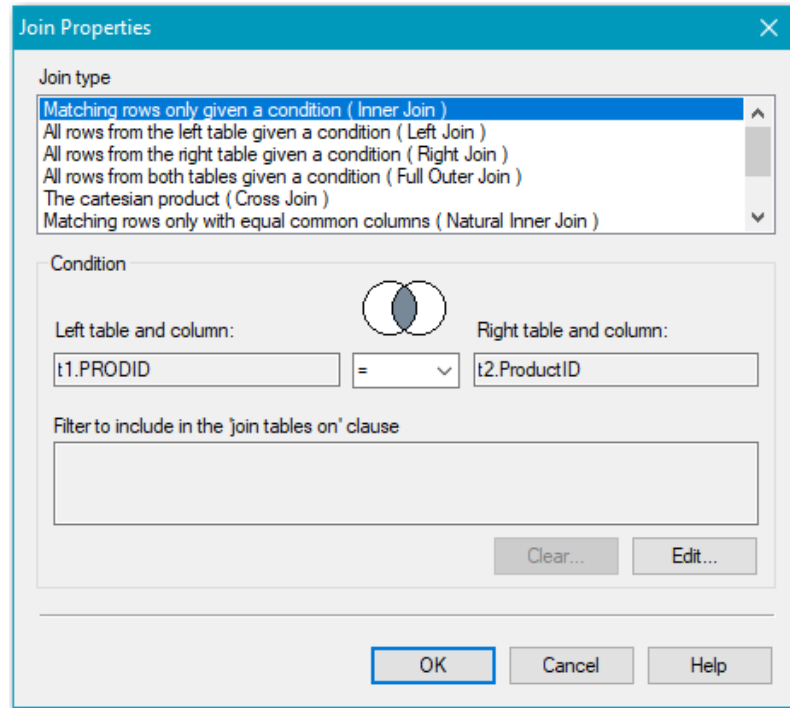 Join Properties
Join type
Matching rows only given a condition ( Inner Join )
All rows from the left table given a condition ( Left Join )
All rows from the right table given a condition ( Right Join )
All rows from both tables given a condition ( Full Outer Join )
The cartesian product ( Cross Join )
Matching rows only with equal common columns ( Natural Inner Join )
Condition
Left table and column: Right table and column:
t1.PRODID = t2.ProductID
Filter to include in the 'join tables on' clause
Clear... Edit...
OK Cancel Help